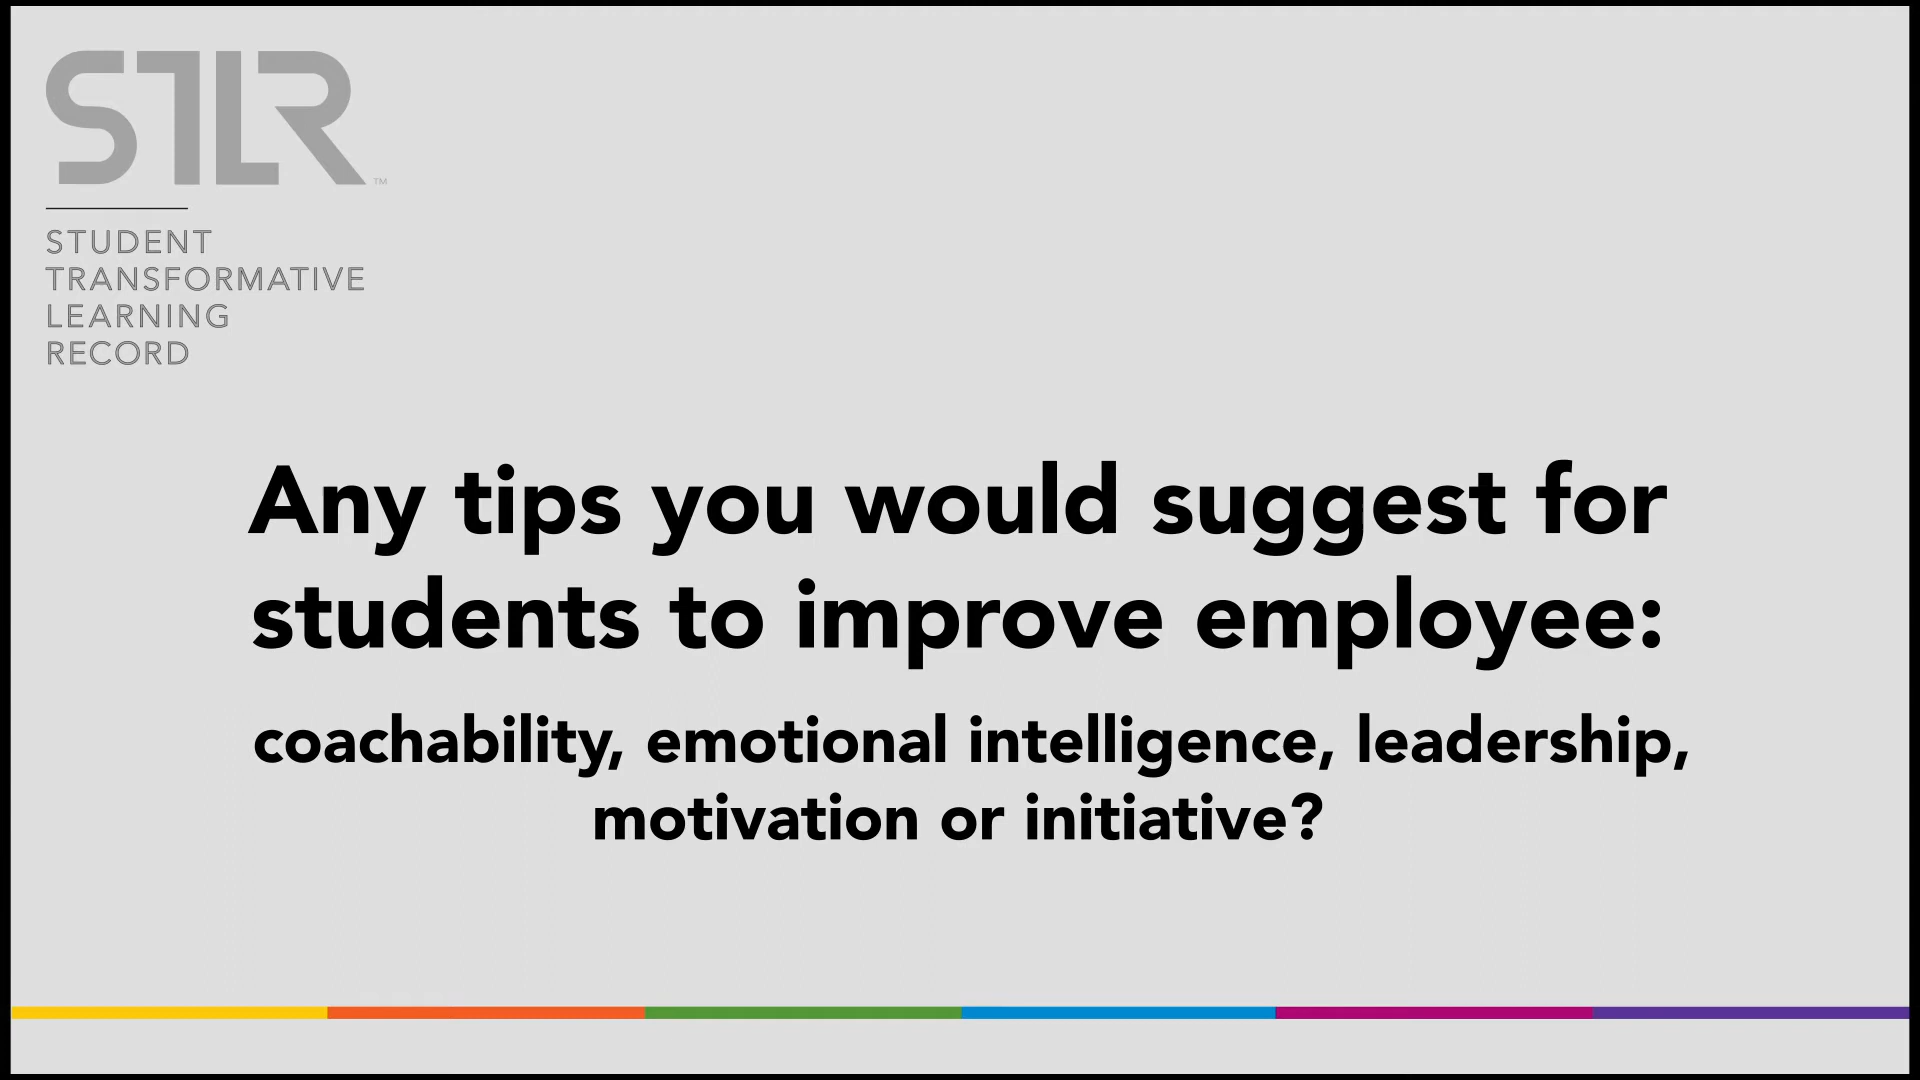 STLR™
STUDENT
TRANSFORMATIVE
LEARNING
RECORD
Any tips you would suggest for
students to improve employee:
coachability, emotional intelligence, leadership,
motivation or initiative?